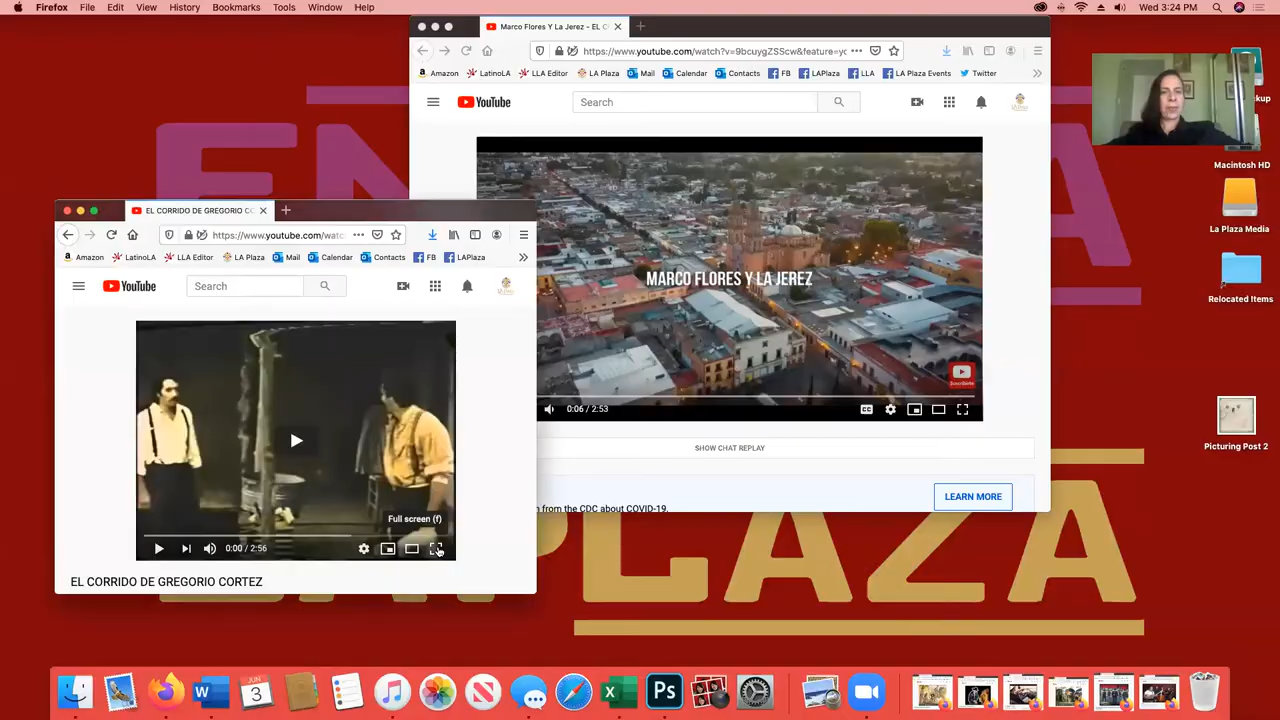 Firefox File Edit View History Bookmarks Tools Window Help
Wed 3:24 PM
Marco Flores Y La Jerez - EL C
https://www.youtube.com/watch?v=9bcuygZSScw&feature=yc
Amazon LatinoLA LLA Editor LA Plaza Mail Calendar Contacts FB LAPlaza LLA LA Plaza Events Twitter
YouTube
Search
MARCO FLORES Y LA JEREZ
Suscribirte
0:06 / 2:53
SHOW CHAT REPLAY
LEARN MORE
n from the CDC about COVID-19.
EL CORRIDO DE GREGORIO CO
https://www.youtube.com/watc
Amazon LatinoLA LLA Editor LA Plaza Mail Calendar Contacts FB LAPlaza
YouTube
Search
Full screen (f)
0:00 / 2:56
EL CORRIDO DE GREGORIO CORTEZ
Macintosh HD
La Plaza Media
Relocated Items
Picturing Post 2
EN
A
LA PLAZA
JUN
3